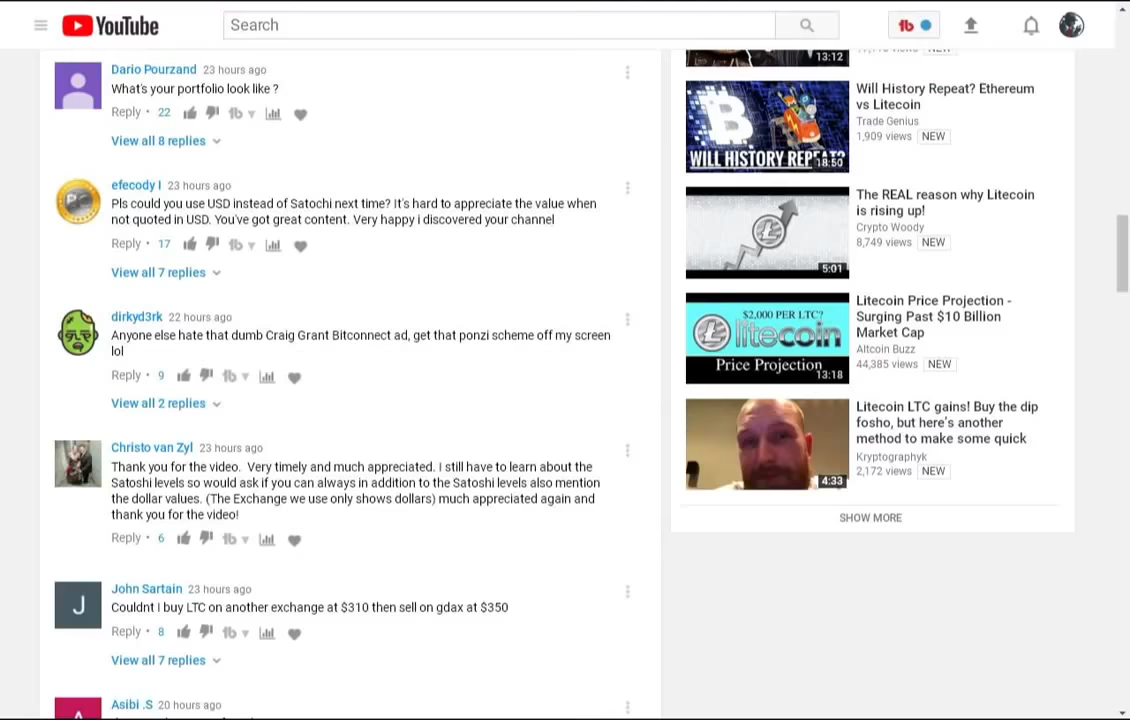 YouTube
Search
Dario Pourzand 23 hours ago
What's your portfolio look like ?
Reply • 22
View all 8 replies
efecody I 23 hours ago
Pls could you use USD instead of Satochi next time? It's hard to appreciate the value when
not quoted in USD. You've got great content. Very happy i discovered your channel
Reply • 17
View all 7 replies
dirkyd3rk 22 hours ago
Anyone else hate that dumb Craig Grant Bitconnect ad, get that ponzi scheme off my screen
lol
Reply • 9
View all 2 replies
Christo van Zyl 23 hours ago
Thank you for the video. Very timely and much appreciated. I still have to learn about the
Satoshi levels so would ask if you can always in addition to the Satoshi levels also mention
the dollar values. (The Exchange we use only shows dollars) much appreciated again and
thank you for the video!
Reply • 6
J
John Sartain 23 hours ago
Couldnt I buy LTC on another exchange at $310 then sell on gdax at $350
Reply • 8
View all 7 replies
Asibi .S 20 hours ago
13:12
Will History Repeat? Ethereum
vs Litecoin
Trade Genius
1,909 views NEW
WILL HISTORY
18:50
The REAL reason why Litecoin
is rising up!
Crypto Woody
8,749 views NEW
5:01
Litecoin Price Projection -
Surging Past $10 Billion
Market Cap
Altcoin Buzz
44,385 views NEW
$2,000 PER LTC?
litecoin
Price Projection
13:18
Litecoin LTC gains! Buy the dip
fosho, but here's another
method to make some quick
Kryptographyk
2,172 views NEW
4:33
SHOW MORE